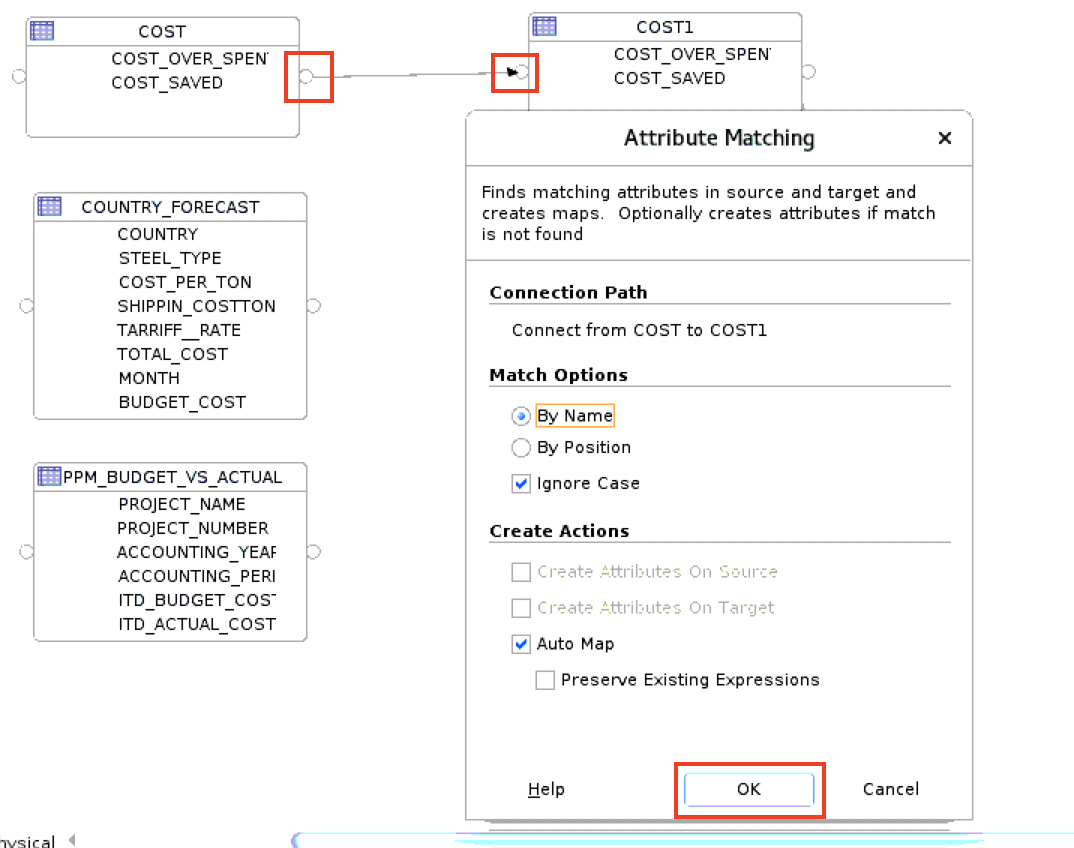 COST
COST_OVER_SPEN
COST_SAVED
COST1
COST_OVER_SPEN
COST_SAVED
COUNTRY_FORECAST
COUNTRY
STEEL_TYPE
COST_PER_TON
SHIPPIN_COSTTON
TARRIFF__RATE
TOTAL_COST
MONTH
BUDGET_COST
PPM_BUDGET_VS_ACTUAL
PROJECT_NAME
PROJECT_NUMBER
ACCOUNTING_YEAR
ACCOUNTING_PERI
ITD_BUDGET_COST
ITD_ACTUAL_COST
Attribute Matching
Finds matching attributes in source and target and
creates maps.  Optionally creates attributes if match
is not found
Connection Path
Connect from COST to COST1
Match Options
By Name
By Position
Ignore Case
Create Actions
Create Attributes On Source
Create Attributes On Target
Auto Map
Preserve Existing Expressions
Help
OK
Cancel
hysical